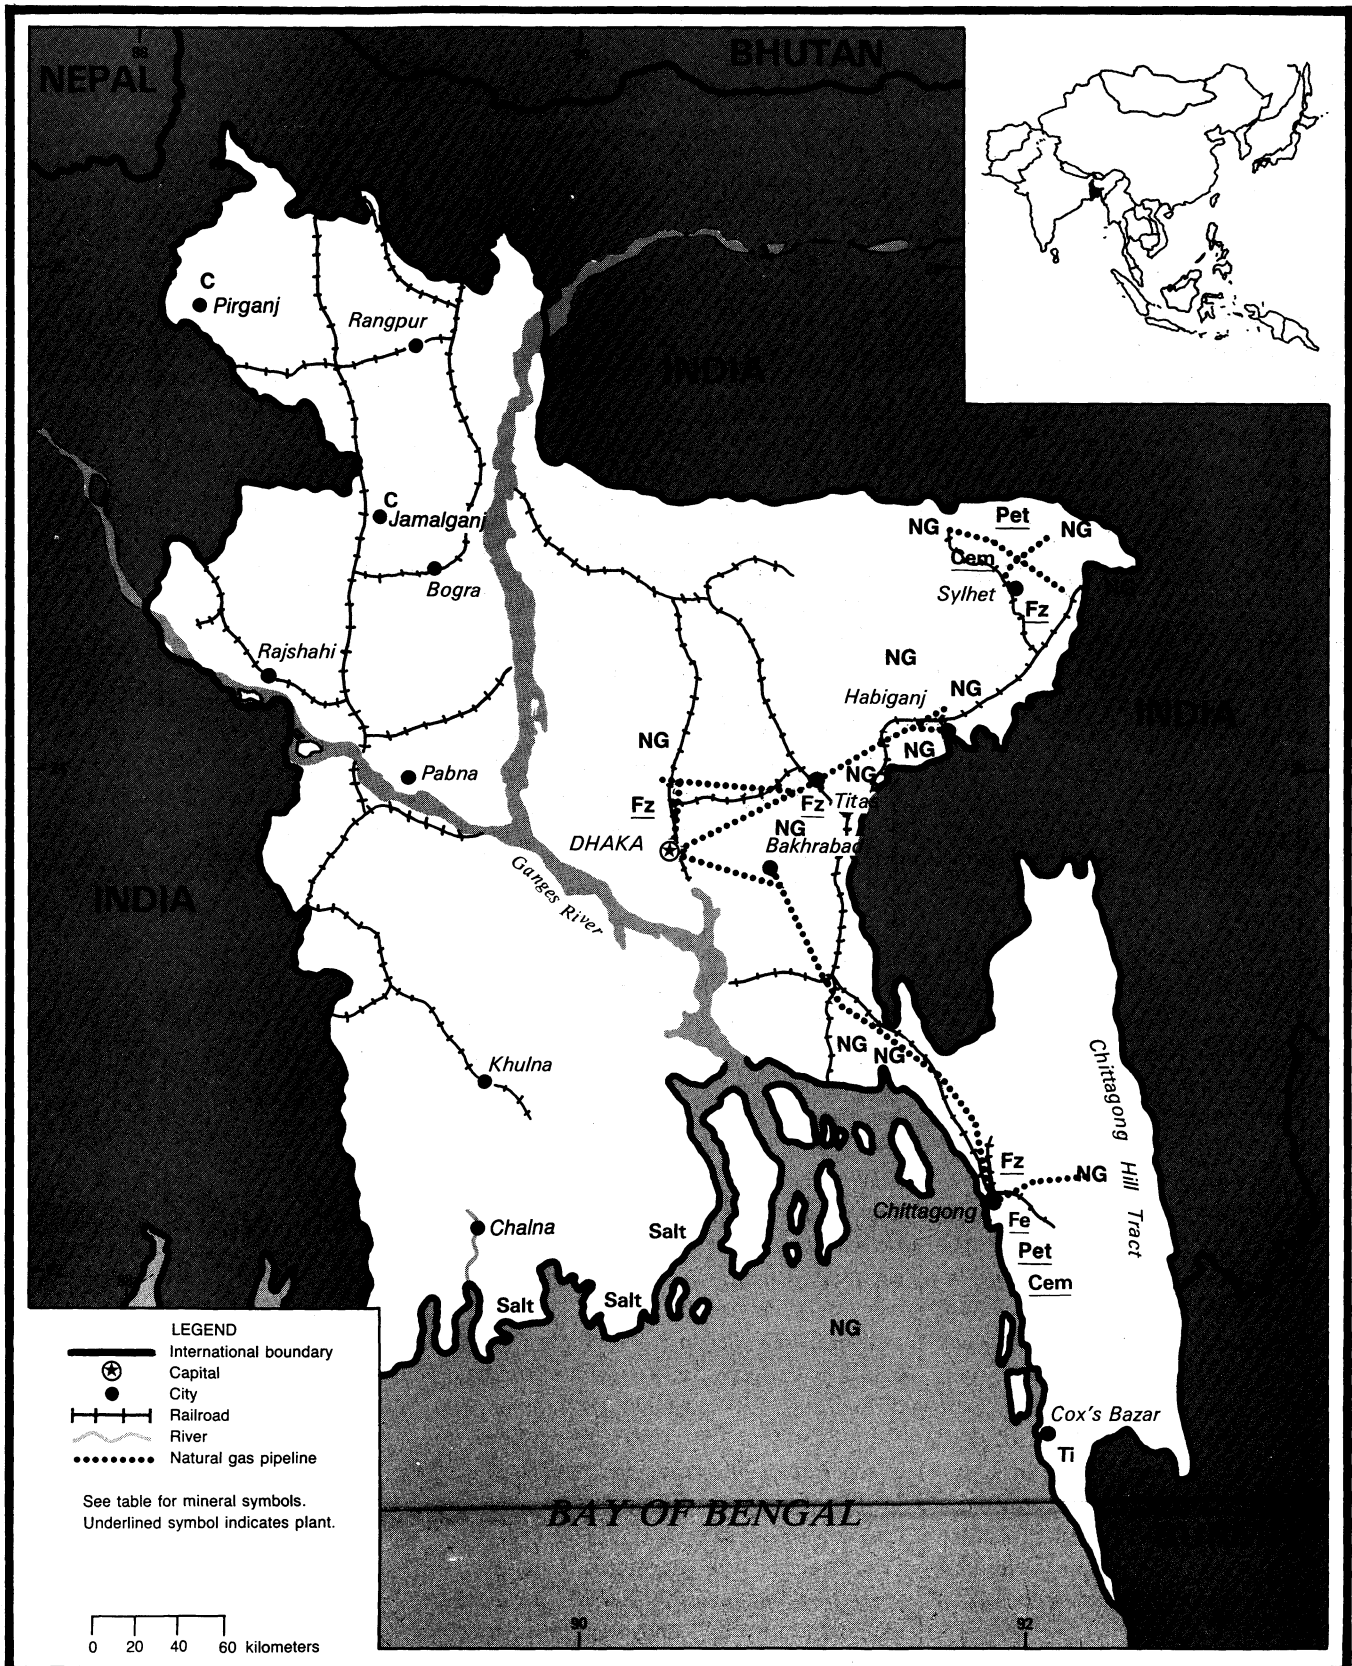 88
NEPAL
BHUTAN
C
Pirganj
Rangpur
INDIA
C
Jamalganj
Bogra
NG
Pet
NG
Cem
Sylhet
Fz
Rajshahi
NG
Habiganj
NG
INDIA
NG
NG
NG
Pabna
Fz
Fz
Titas
NG
DHAKA
Bakhrabad
Ganges River
INDIA
NG
NG
Khulna
Chittagong Hill Tract
Fz
NG
Chittagong
Fe
Chalna
Salt
Pet
Cem
Salt
Salt
NG
Cox's Bazar
Ti
BAY OF BENGAL
90
92
LEGEND
International boundary
Capital
City
Railroad
River
Natural gas pipeline
See table for mineral symbols.
Underlined symbol indicates plant.
0 20 40 60 kilometers